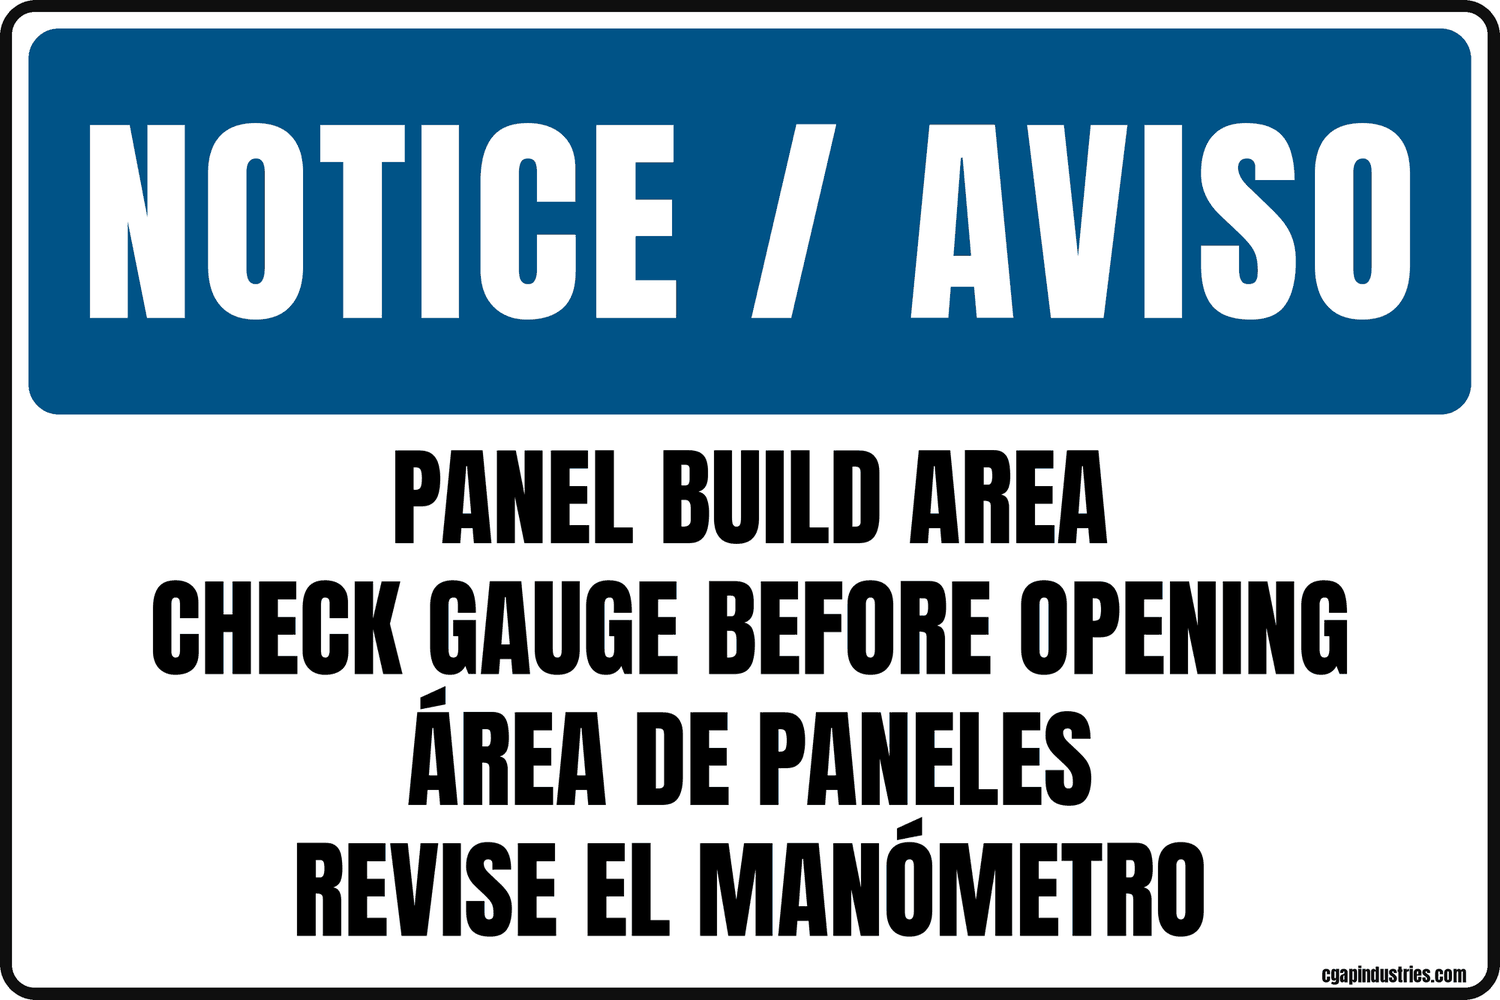 NOTICE / AVISO
PANEL BUILD AREA
CHECK GAUGE BEFORE OPENING
ÁREA DE PANELES
REVISE EL MANÓMETRO
cgapindustries.com